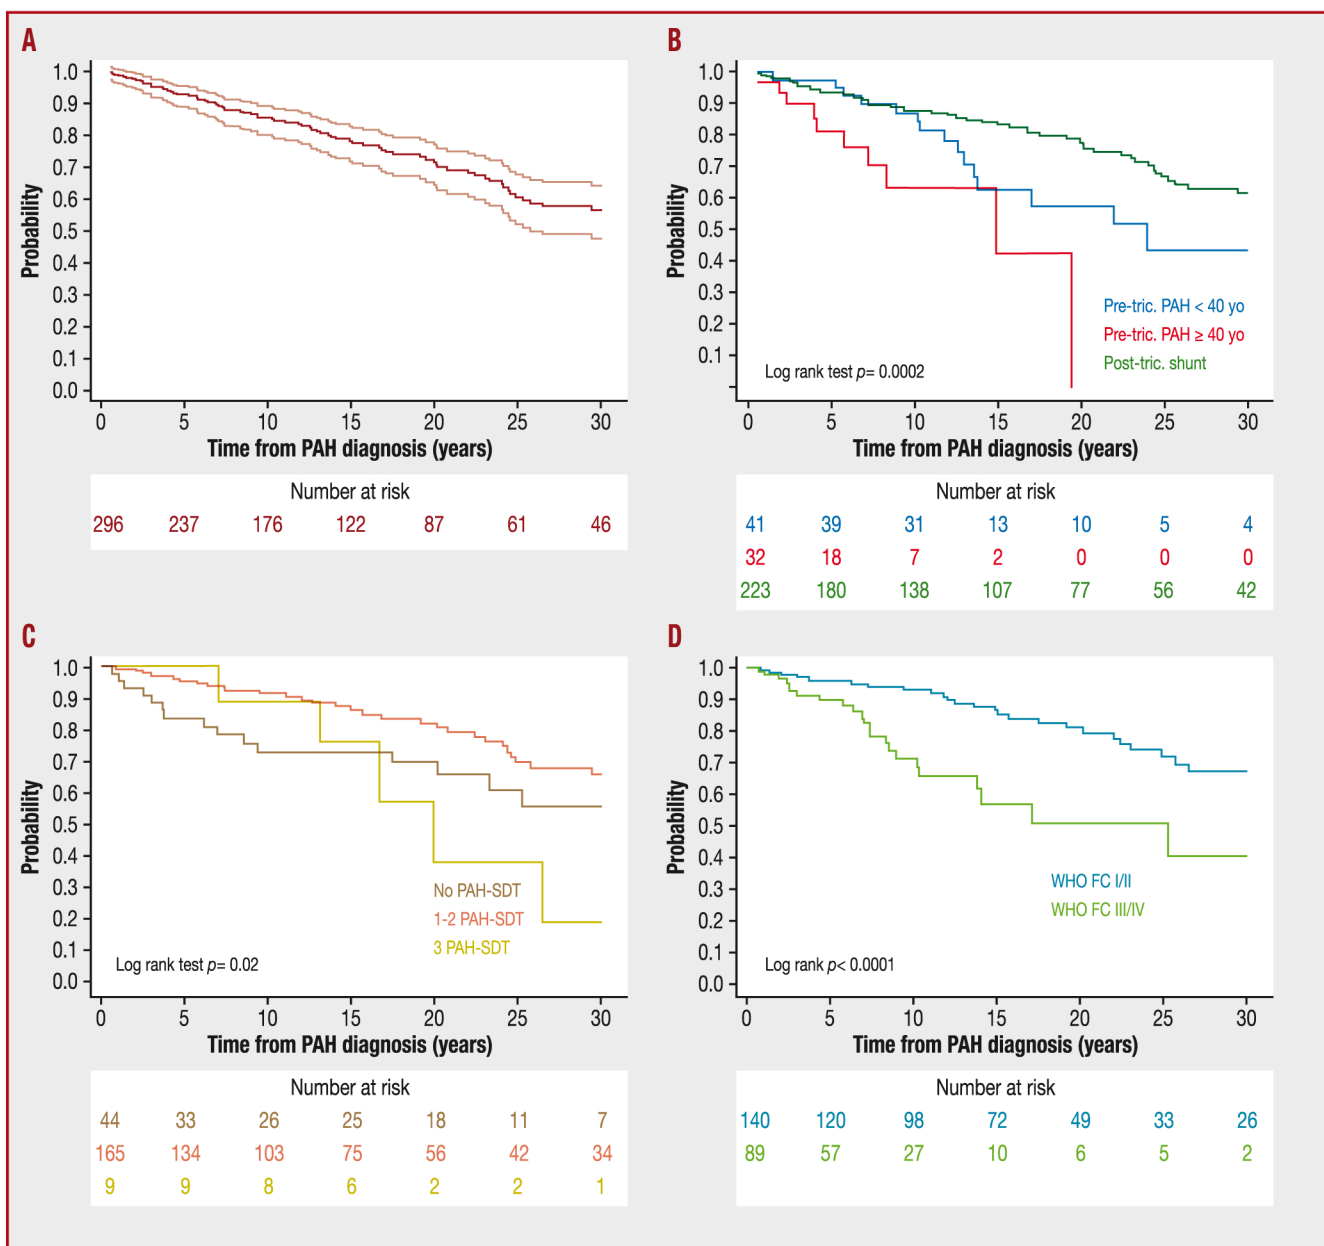 A
Probability
1.0
0.9
0.8
0.7
0.6
0.5
0.4
0.3
0.2
0.1
0.0
0 5 10 15 20 25 30
Time from PAH diagnosis (years)
Number at risk
296 237 176 122 87 61 46
B
Probability
1.0
0.9
0.8
0.7
0.6
0.5
0.4
0.3
0.2
0.1
Pre-tric. PAH < 40 yo
Pre-tric. PAH ≥ 40 yo
Post-tric. shunt
Log rank test p= 0.0002
0 5 10 15 20 25 30
Time from PAH diagnosis (years)
Number at risk
41 39 31 13 10 5 4
32 18 7 2 0 0 0
223 180 138 107 77 56 42
C
Probability
1.0
0.9
0.8
0.7
0.6
0.5
0.4
0.3
0.2
0.1
0.0
No PAH-SDT
1-2 PAH-SDT
3 PAH-SDT
Log rank test p= 0.02
0 5 10 15 20 25 30
Time from PAH diagnosis (years)
Number at risk
44 33 26 25 18 11 7
165 134 103 75 56 42 34
9 9 8 6 2 2 1
D
Probability
1.0
0.9
0.8
0.7
0.6
0.5
0.4
0.3
0.2
0.1
0.0
WHO FC I/II
WHO FC III/IV
Log rank p< 0.0001
0 5 10 15 20 25 30
Time from PAH diagnosis (years)
Number at risk
140 120 98 72 49 33 26
89 57 27 10 6 5 2